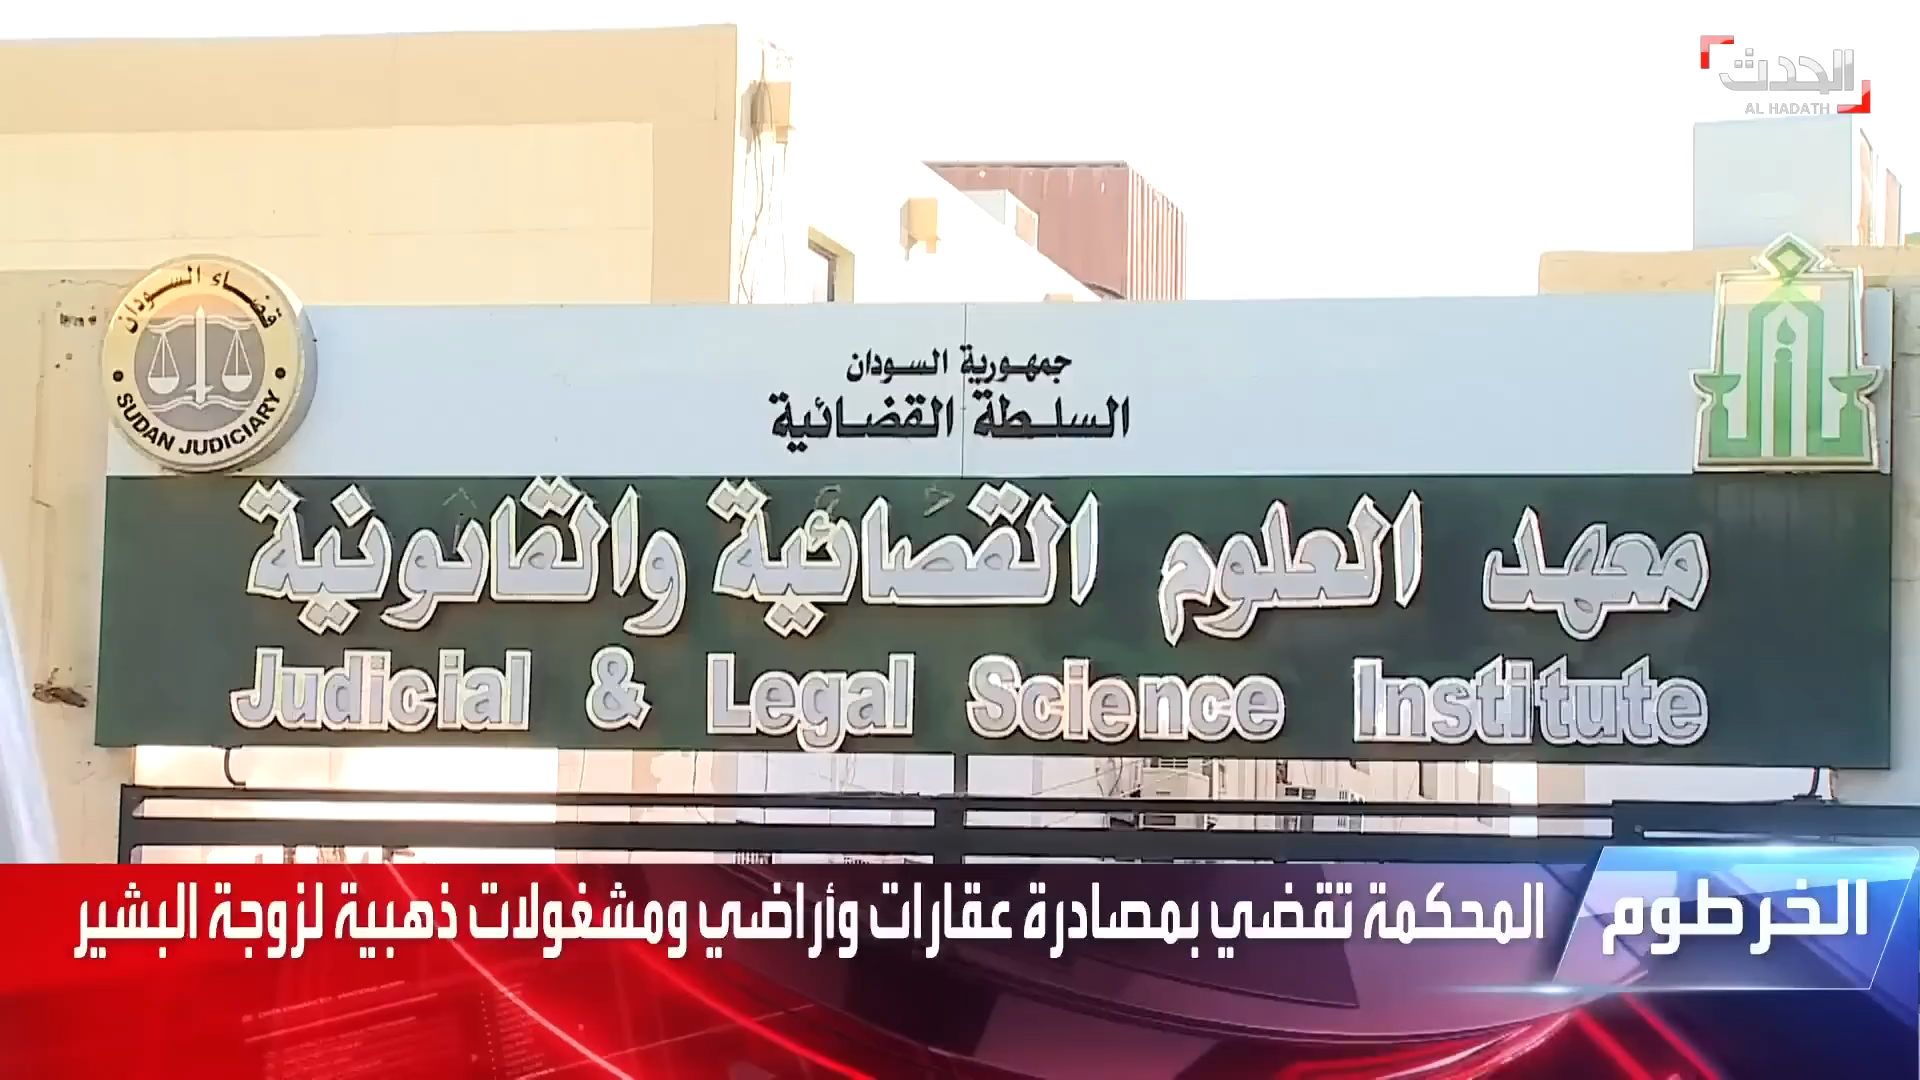 الحدث
AL HADATH
قضاء السودان
SUDAN JUDICIARY
جمهورية السودان
السلطة القضائية
معهد العلوم القضائية والقانونية
Judicial & Legal Science Institute
الخرطوم
المحكمة تقضي بمصادرة عقارات وأراضي ومشغولات ذهبية لزوجة البشير